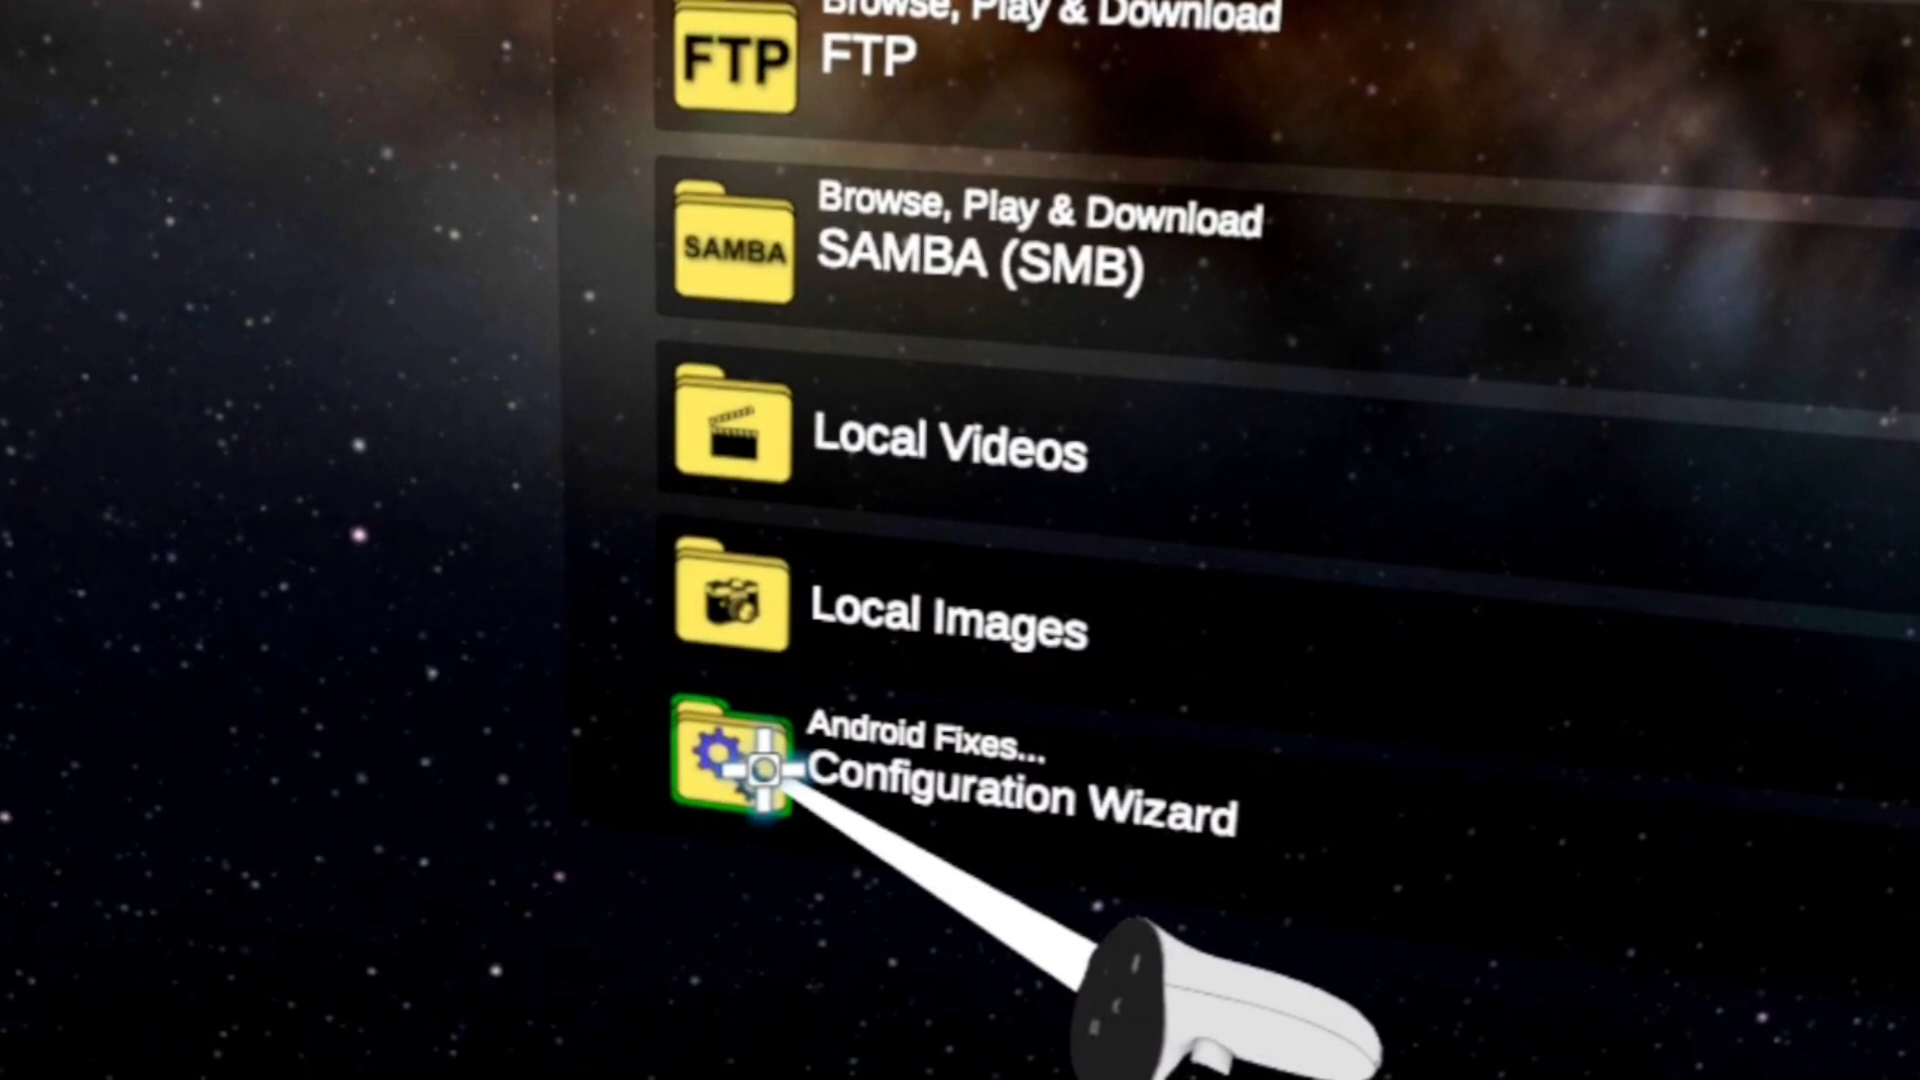 Browse, Play & Download
FTP
FTP
Browse, Play & Download
SAMBA
SAMBA (SMB)
Local Videos
Local Images
Android Fixes...
Configuration Wizard